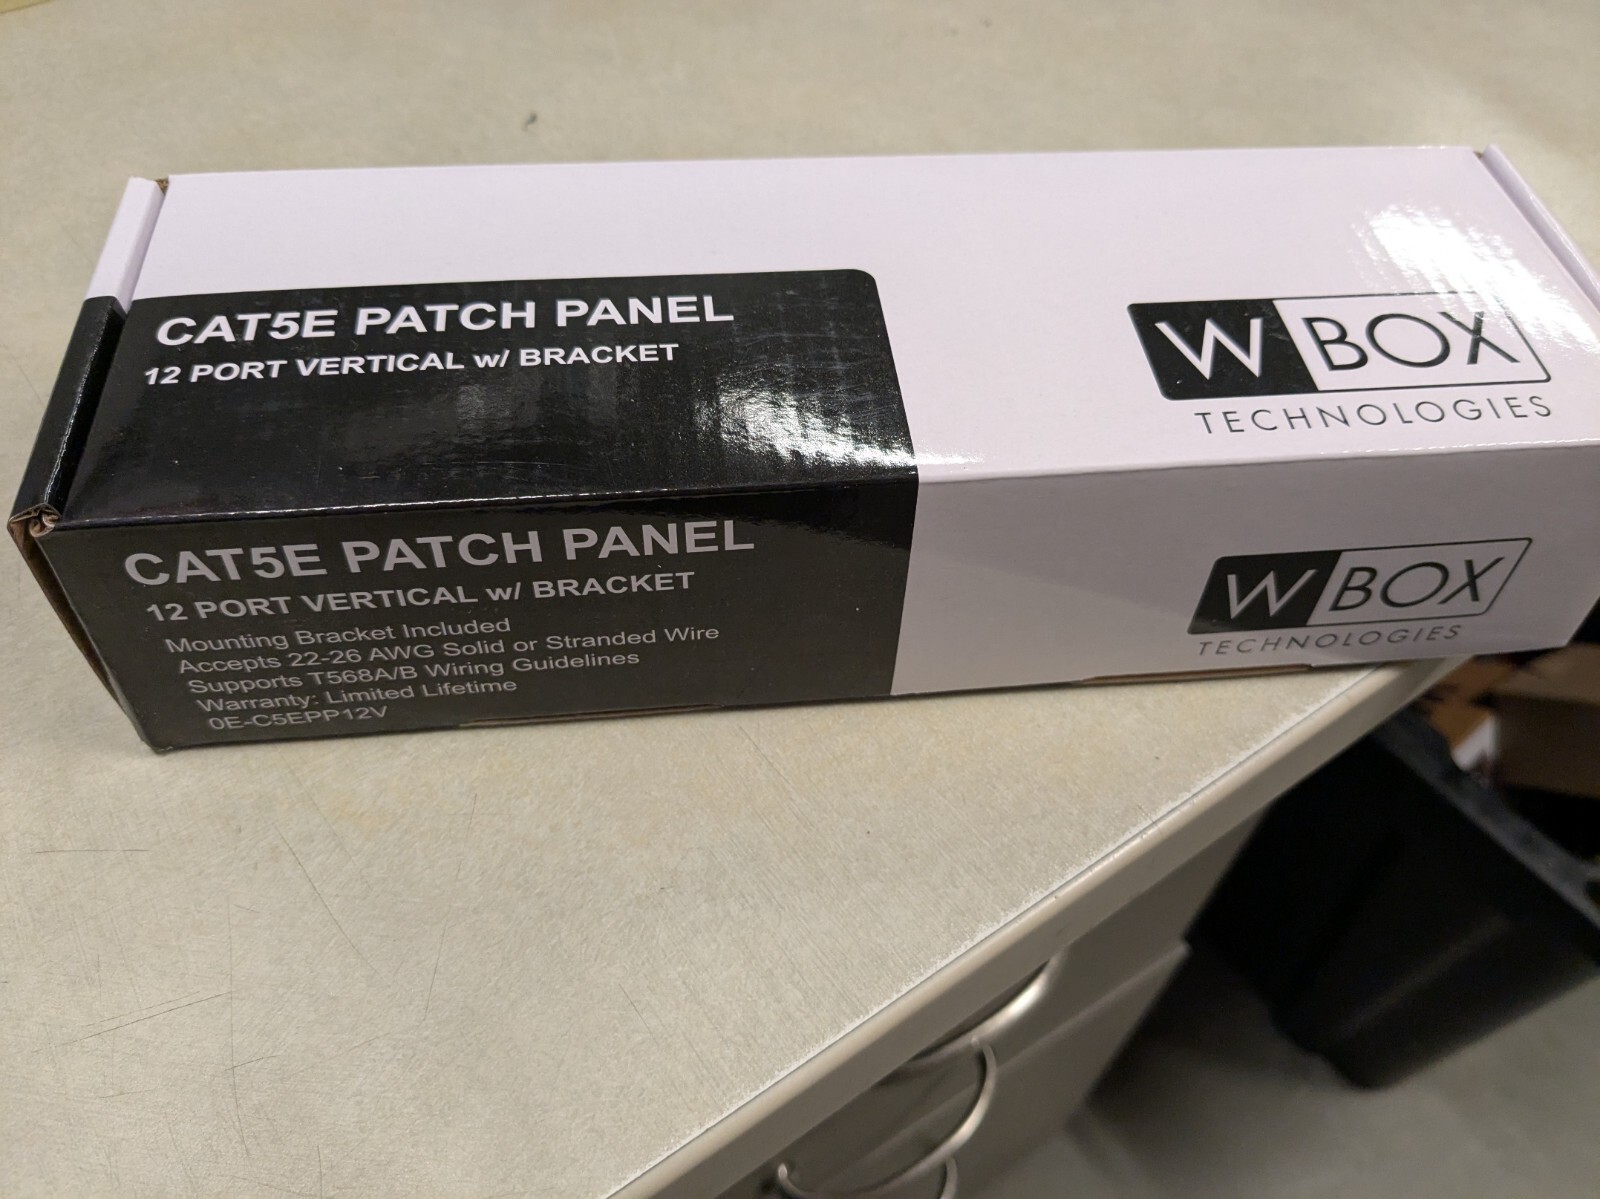 CAT5E PATCH PANEL
12 PORT VERTICAL w/ BRACKET
W BOX
TECHNOLOGIES
CAT5E PATCH PANEL
12 PORT VERTICAL w/ BRACKET
Mounting Bracket Included
Accepts 22-26 AWG Solid or Stranded Wire
Supports T568A/B Wiring Guidelines
Warranty: Limited Lifetime
0E-C5EPP12V
W BOX
TECHNOLOGIES